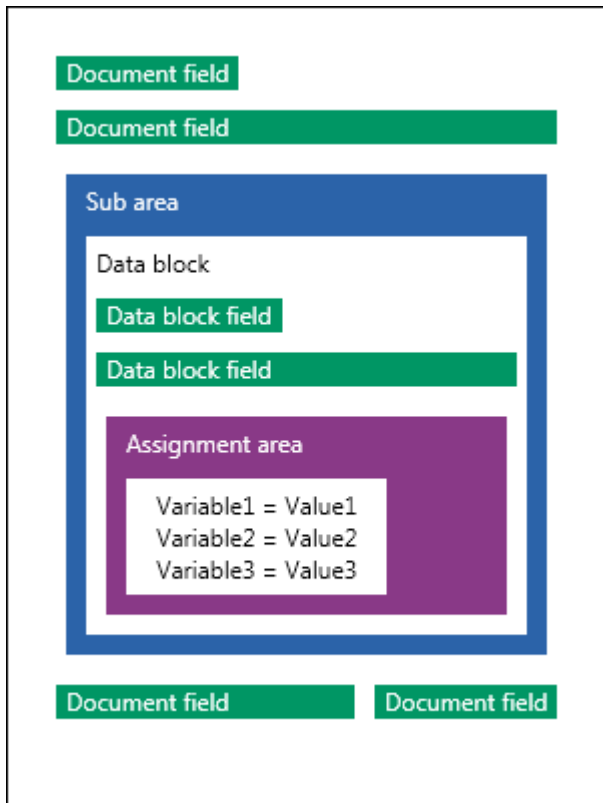 Document field
Document field
Sub area
Data block
Data block field
Data block field
Assignment area
Variable1 = Value1
Variable2 = Value2
Variable3 = Value3
Document field Document field